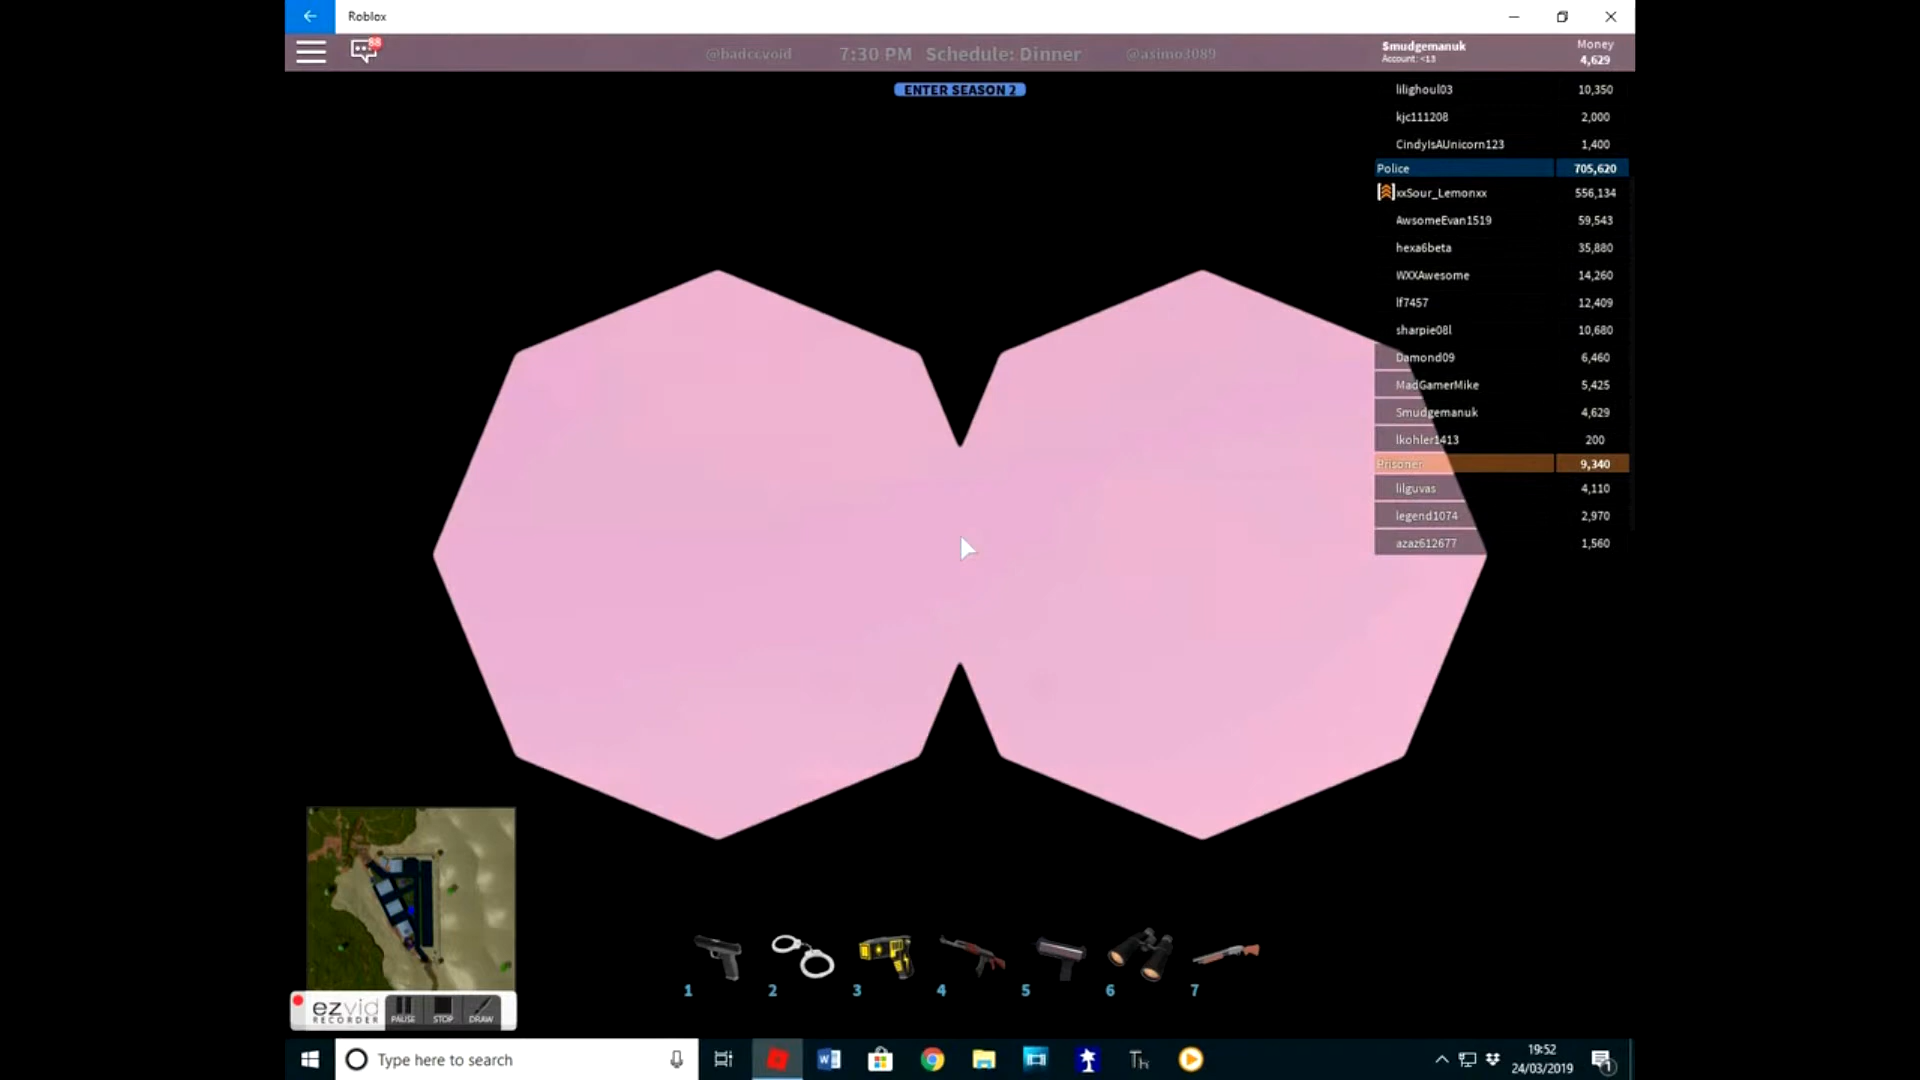 Roblox
88
@badccvoid 7:30 PM Schedule: Dinner @asimo3089
Smudgemanuk Money
Account: <13 4,629
ENTER SEASON 2
lilighoul03 10,350
kjc111208 2,000
CindyIsAUnicorn123 1,400
Police 705,620
xxSour_Lemonxx 556,134
AwsomeEvan1519 59,543
hexa6beta 35,880
WXXAwesome 14,260
lf7457 12,409
sharpie08l 10,680
Damond09 6,460
MadGamerMike 5,425
Smudgemanuk 4,629
lkohler1413 200
Prisoner 9,340
lilguvas 4,110
legend1074 2,970
azaz612677 1,560
1 2 3 4 5 6 7
ezvid
RECORDER PAUSE STOP DRAW
Type here to search
19:52
24/03/2019
1